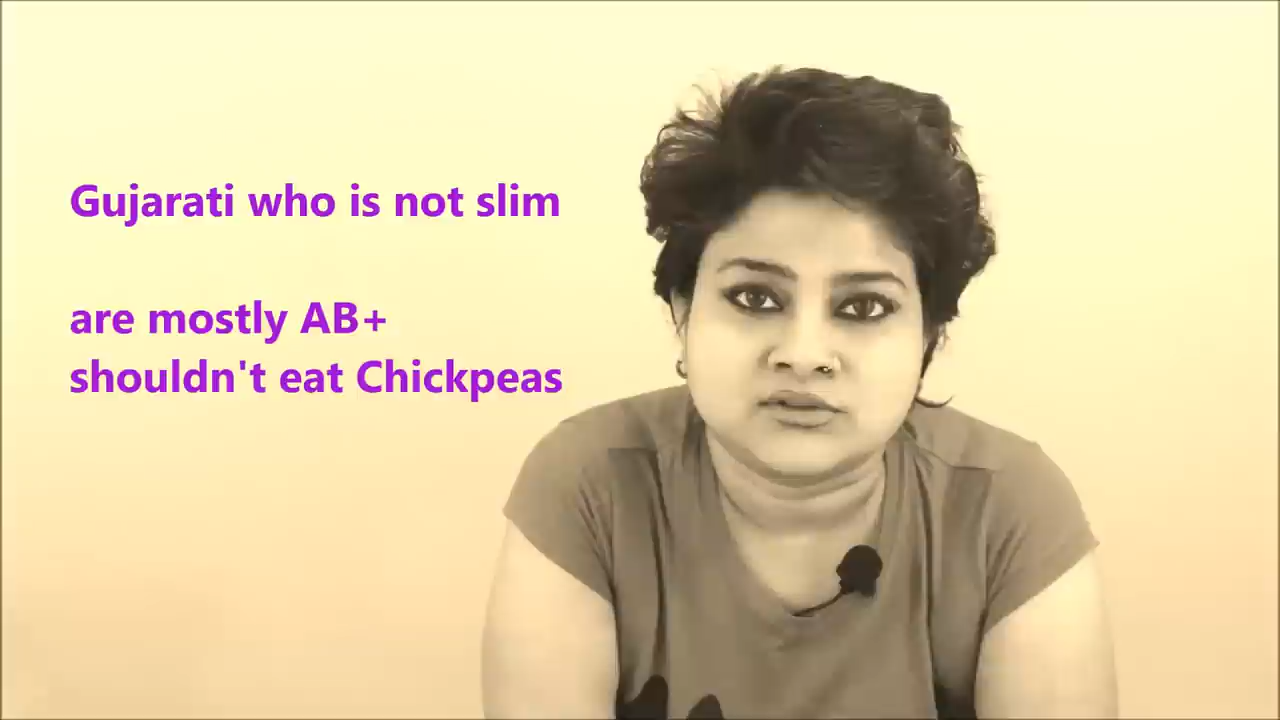 Gujarati who is not slim
are mostly AB+
shouldn't eat Chickpeas